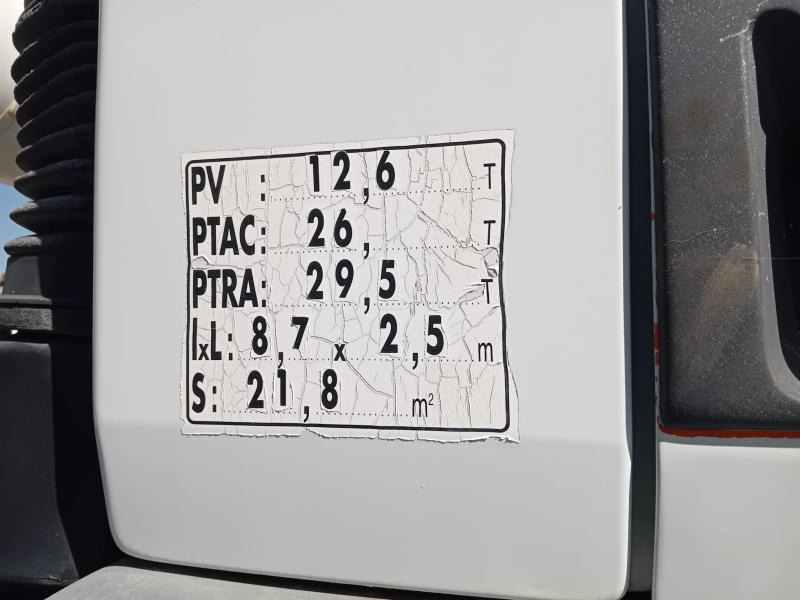 PV : 12,6 T
PTAC: 26, T
PTRA: 29,5 T
lxL: 8,7 x 2,5 m
S: 21,8 m²